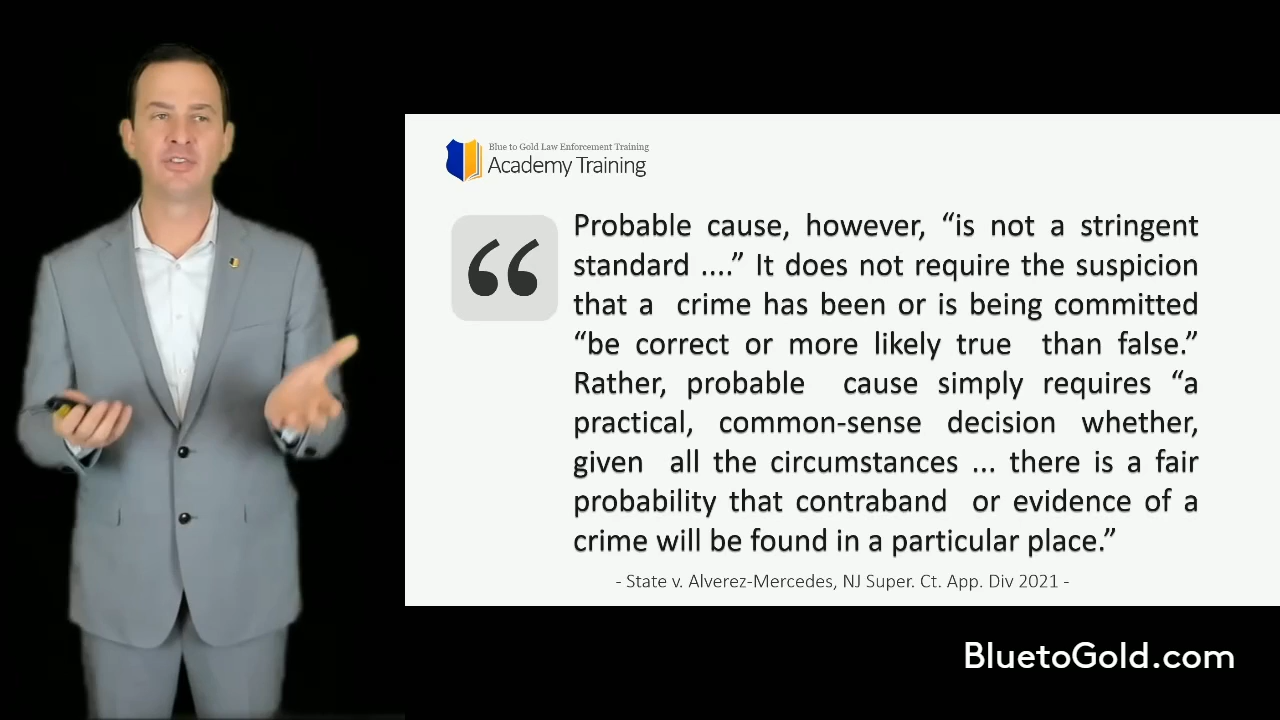 Blue to Gold Law Enforcement Training
Academy Training
Probable cause, however, “is not a stringent
standard ....” It does not require the suspicion
that a crime has been or is being committed
“be correct or more likely true than false.”
Rather, probable cause simply requires “a
practical, common-sense decision whether,
given all the circumstances ... there is a fair
probability that contraband or evidence of a
crime will be found in a particular place.”
- State v. Alverez-Mercedes, NJ Super. Ct. App. Div 2021 -
BluetoGold.com